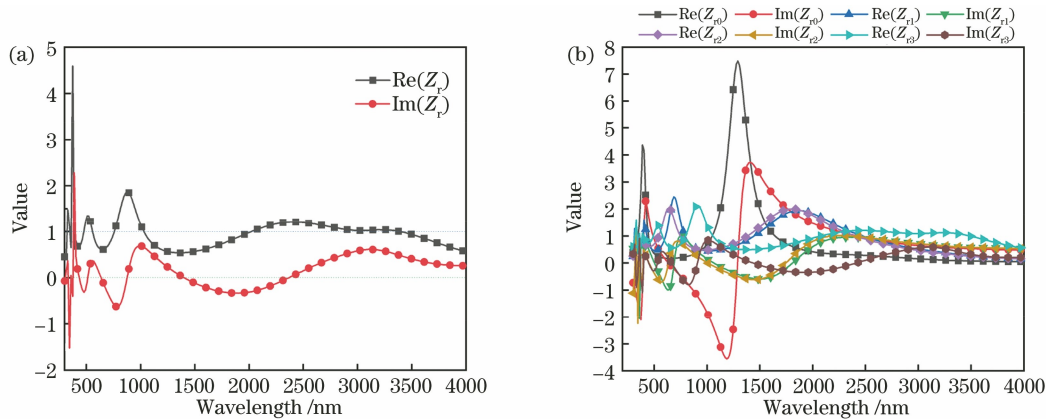 (a)
5
4
3
2
1
0
−1
−2
Value
Re(Zr)
Im(Zr)
500 1000 1500 2000 2500 3000 3500 4000
Wavelength /nm
Re(Zr0) Im(Zr0) Re(Zr1) Im(Zr1)
Re(Zr2) Im(Zr2) Re(Zr3) Im(Zr3)
(b)
8
7
6
5
4
3
2
1
0
−1
−2
−3
−4
Value
500 1000 1500 2000 2500 3000 3500 4000
Wavelength /nm